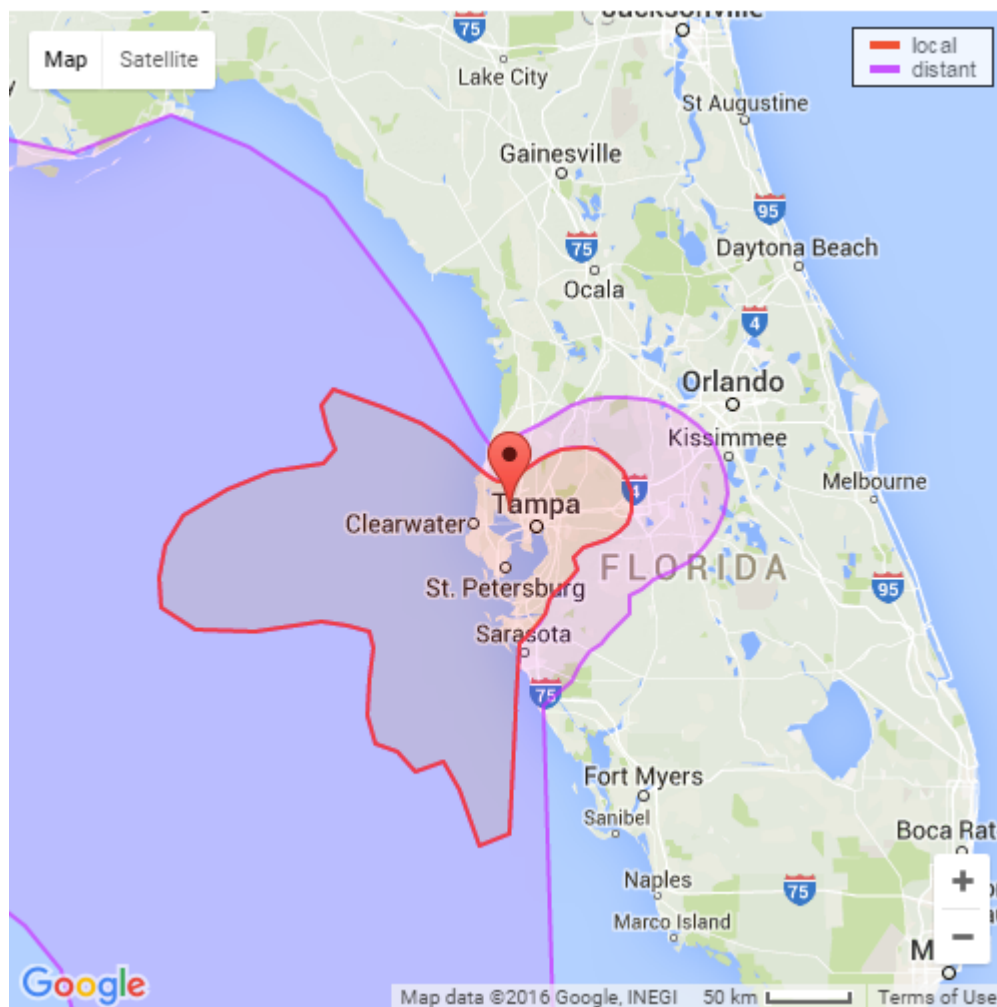 Jacksonville
75
Map
Satellite
local
distant
Lake City
St Augustine
Gainesville
95
75
Daytona Beach
Ocala
4
Orlando
Kissimmee
4
Melbourne
Tampa
Clearwater
FLORIDA
St. Petersburg
95
Sarasota
75
Fort Myers
Sanibel
Boca Rat
Naples
75
+
Marco Island
−
M
Google
Map data ©2016 Google, INEGI
50 km
Terms of Use